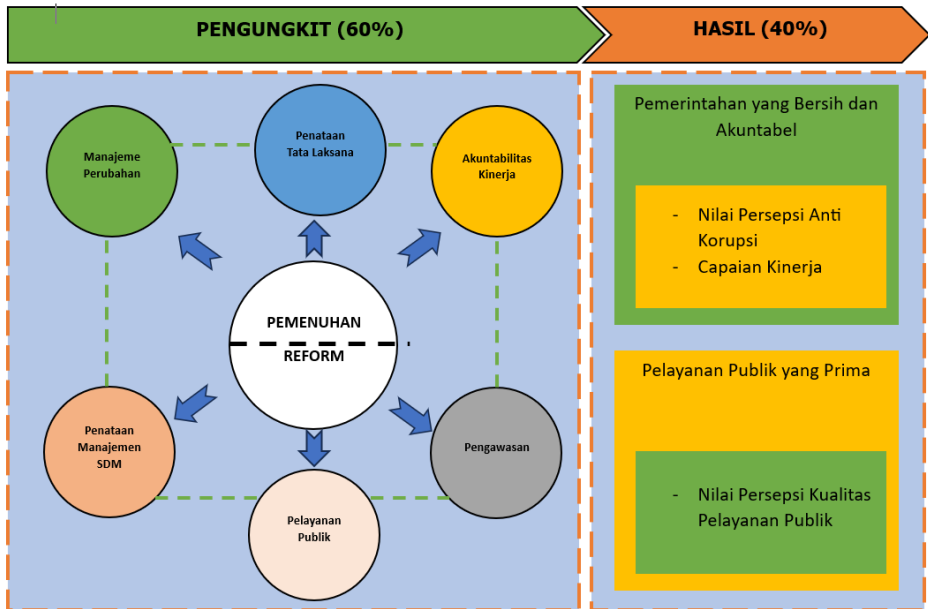 PENGUNGKIT (60%)
HASIL (40%)
Manajeme
Perubahan
Penataan
Tata Laksana
Akuntabilitas
Kinerja
PEMENUHAN
REFORM
Penataan
Manajemen
SDM
Pelayanan
Publik
Pengawasan
Pemerintahan yang Bersih dan
Akuntabel
- Nilai Persepsi Anti
Korupsi
- Capaian Kinerja
Pelayanan Publik yang Prima
- Nilai Persepsi Kualitas
Pelayanan Publik